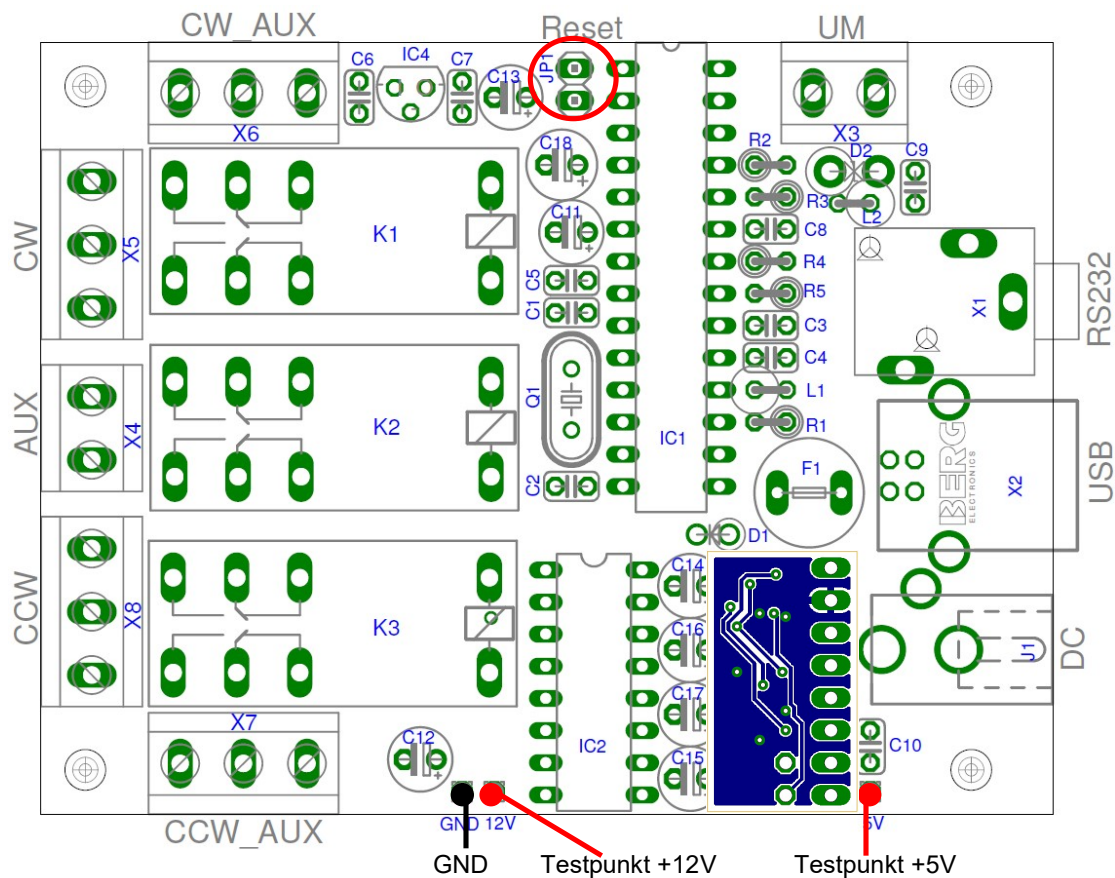 CW_AUX
Reset
UM
C6
IC4
C7
C13
JP1
X6
X3
C18
R2
D2
C9
R3
L2
CW
X5
K1
C11
C8
R4
C5
R5
X1
RS232
C1
C3
C4
AUX
X4
K2
Q1
L1
R1
IC1
BERG
ELECTRONICS
X2
USB
F1
C2
D1
CCW
X8
K3
C14
C16
J1
DC
X7
C17
IC2
C12
C15
C10
GND 12V
5V
CCW_AUX
GND
Testpunkt +12V
Testpunkt +5V